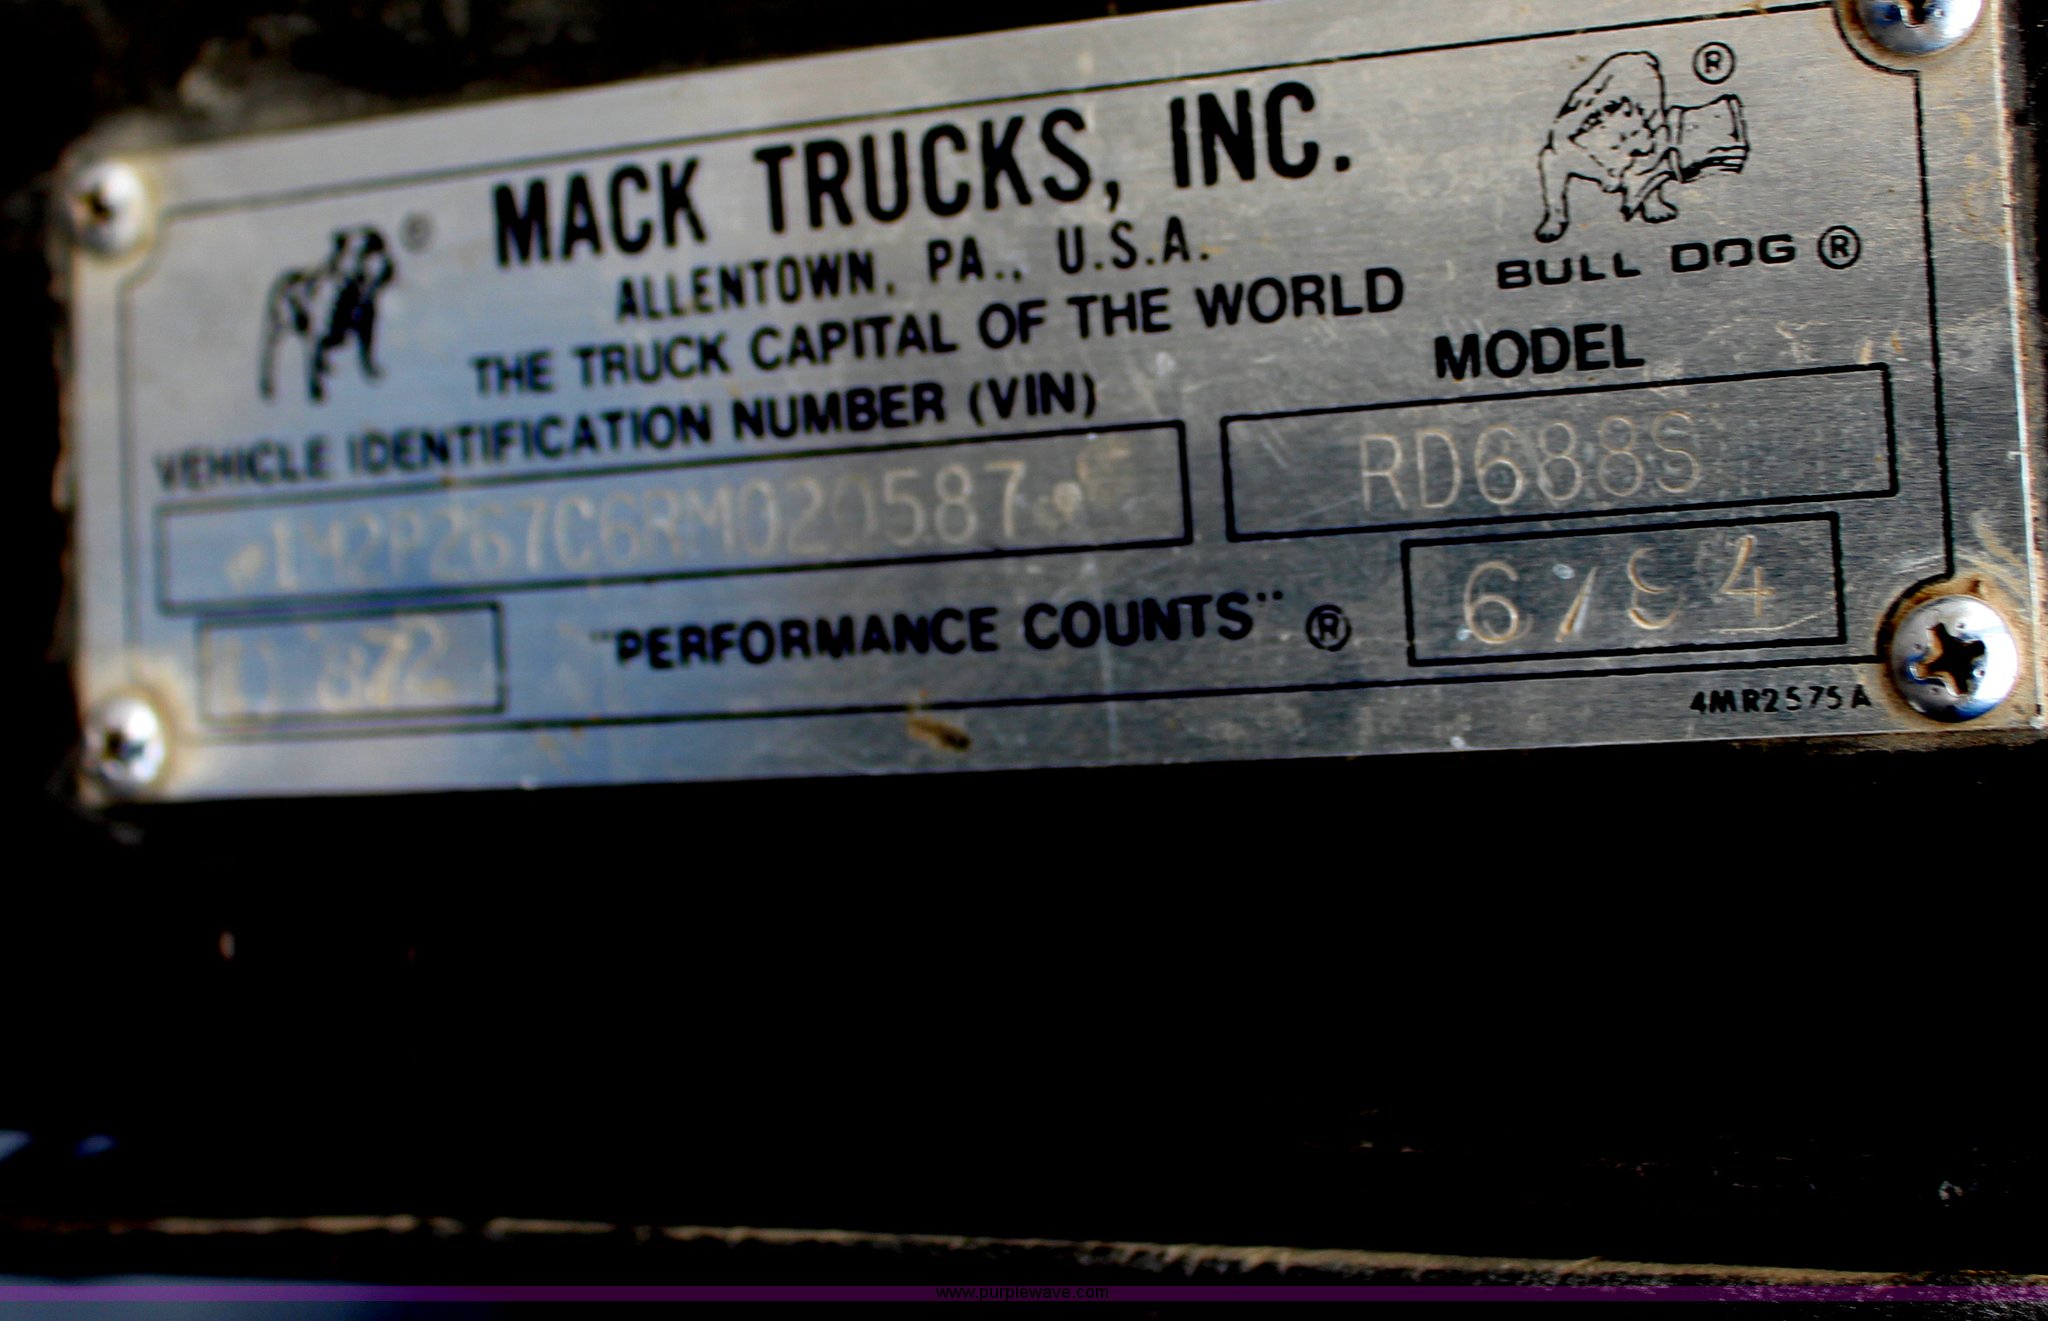 MACK TRUCKS, INC.
ALLENTOWN, PA., U.S.A.
THE TRUCK CAPITAL OF THE WORLD
®
BULL DOG ®
VEHICLE IDENTIFICATION NUMBER (VIN)
1M2P267C6RM020587
MODEL
RD688S
"PERFORMANCE COUNTS" ®
6/94
4MR2575A
www.purplewave.com